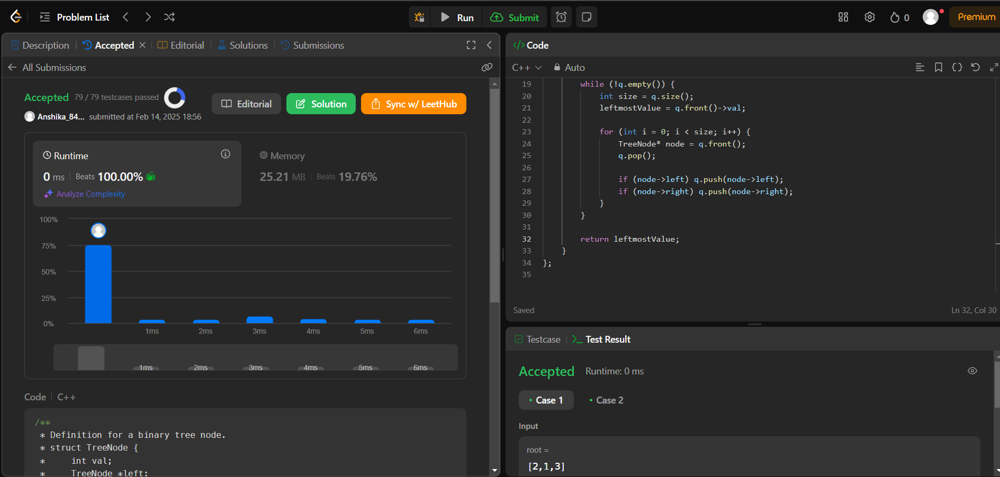 Problem List
Run
Submit
0
Premium
Description
Accepted
Editorial
Solutions
Submissions
All Submissions
Accepted 79 / 79 testcases passed
Anshika_84... submitted at Feb 14, 2025 18:56
Editorial
Solution
Sync w/ LeetHub
Runtime
0 ms Beats 100.00%
Analyze Complexity
Memory
25.21 MB Beats 19.76%
100%
75%
50%
25%
0%
1ms 2ms 3ms 4ms 5ms 6ms
1ms 2ms 3ms 4ms 5ms 6ms
Code C++
/**
* Definition for a binary tree node.
* struct TreeNode {
*     int val;
*     TreeNode *left;
</> Code
C++ Auto
19 while (!q.empty()) {
20 int size = q.size();
21 leftmostValue = q.front()->val;
22
23 for (int i = 0; i < size; i++) {
24 TreeNode* node = q.front();
25 q.pop();
26
27 if (node->left) q.push(node->left);
28 if (node->right) q.push(node->right);
29 }
30 }
31
32 return leftmostValue;
33 }
34 };
35
Saved
Ln 32, Col 30
Testcase
>_ Test Result
Accepted Runtime: 0 ms
• Case 1
• Case 2
Input
root =
[2,1,3]